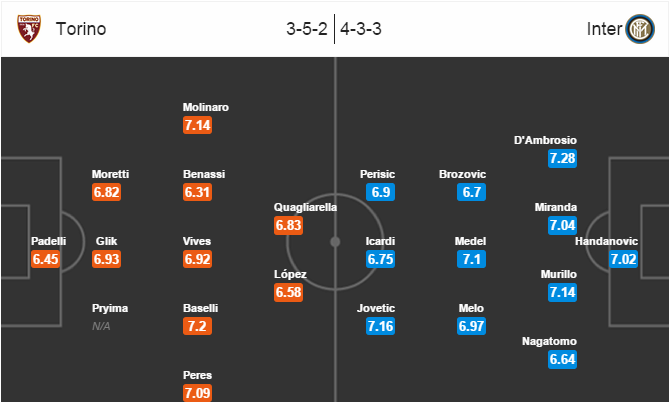 TORINO
Torino
3-5-2
4-3-3
Inter
Molinaro
7.14
Moretti
6.82
Benassi
6.31
Quagliarella
6.83
Padelli
6.45
Glik
6.93
Vives
6.92
López
6.58
Pryima
N/A
Baselli
7.2
Peres
7.09
D'Ambrosio
7.28
Perisic
6.9
Brozovic
6.7
Miranda
7.04
Icardi
6.75
Medel
7.1
Handanovic
7.02
Murillo
7.14
Jovetic
7.16
Melo
6.97
Nagatomo
6.64